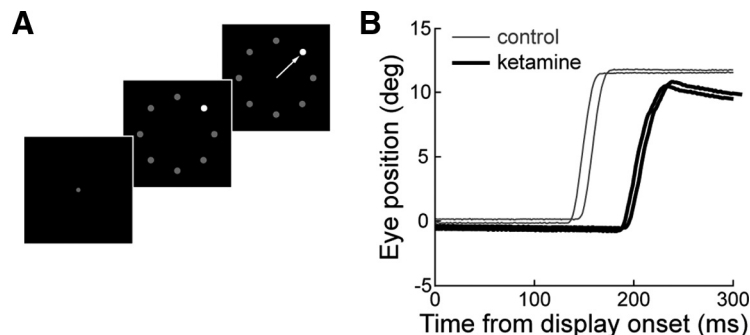 A
B
control
ketamine
Eye position (deg)
15
10
5
0
-5
0 100 200 300
Time from display onset (ms)